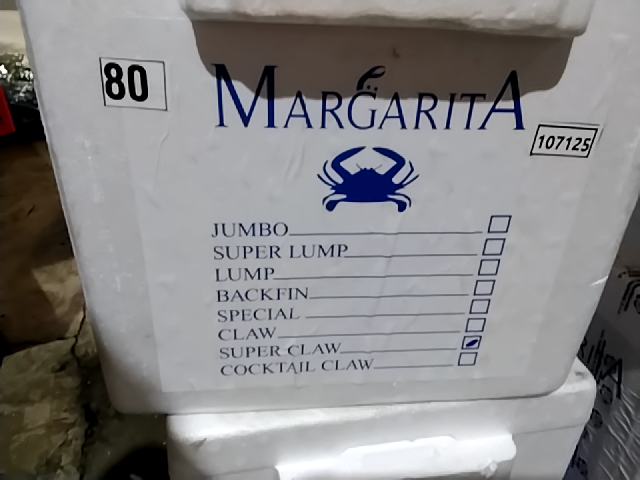 80
MARGARITA
107125
JUMBO
SUPER LUMP
LUMP
BACKFIN
SPECIAL
CLAW
SUPER CLAW
COCKTAIL CLAW